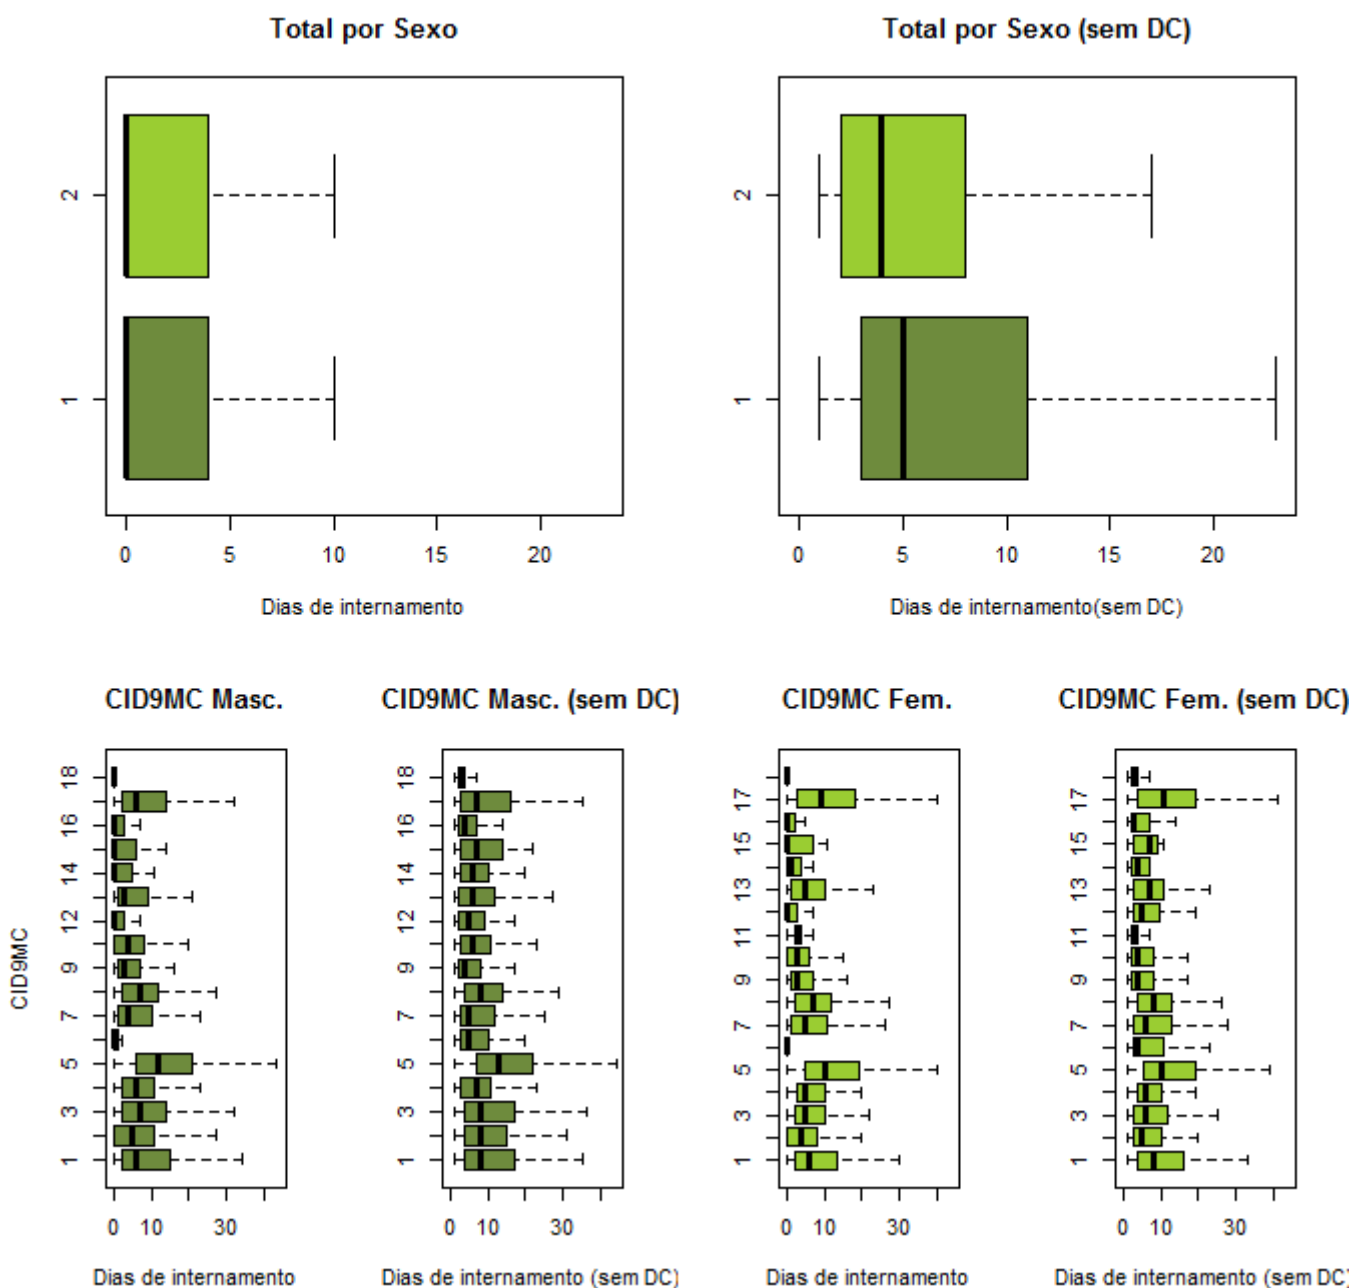 Total por Sexo
Total por Sexo (sem DC)
2
1
0 5 10 15 20
Dias de internamento
2
1
0 5 10 15 20
Dias de internamento(sem DC)
CID9MC Masc.
CID9MC Masc. (sem DC)
CID9MC Fem.
CID9MC Fem. (sem DC)
CID9MC
18
16
14
12
9
7
5
3
1
0 10 30
Dias de internamento
18
16
14
12
9
7
5
3
1
0 10 30
Dias de internamento (sem DC)
17
15
13
11
9
7
5
3
1
0 10 30
Dias de internamento
17
15
13
11
9
7
5
3
1
0 10 30
Dias de internamento (sem DC)